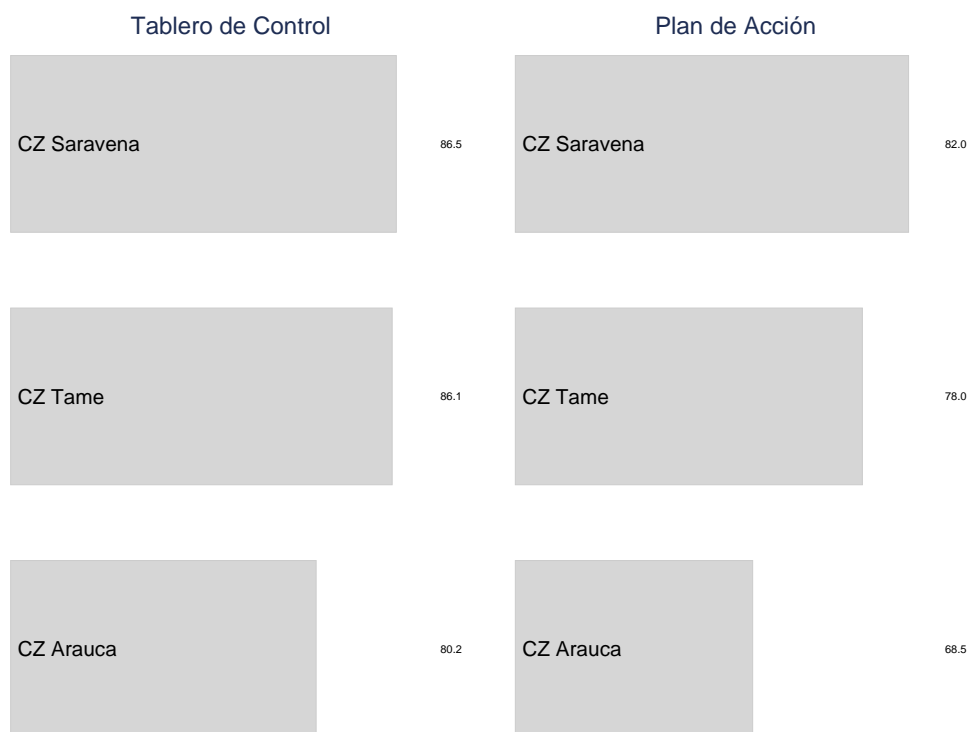 Tablero de Control
CZ Saravena 86.5
CZ Tame 86.1
CZ Arauca 80.2
Plan de Acción
CZ Saravena 82.0
CZ Tame 78.0
CZ Arauca 68.5